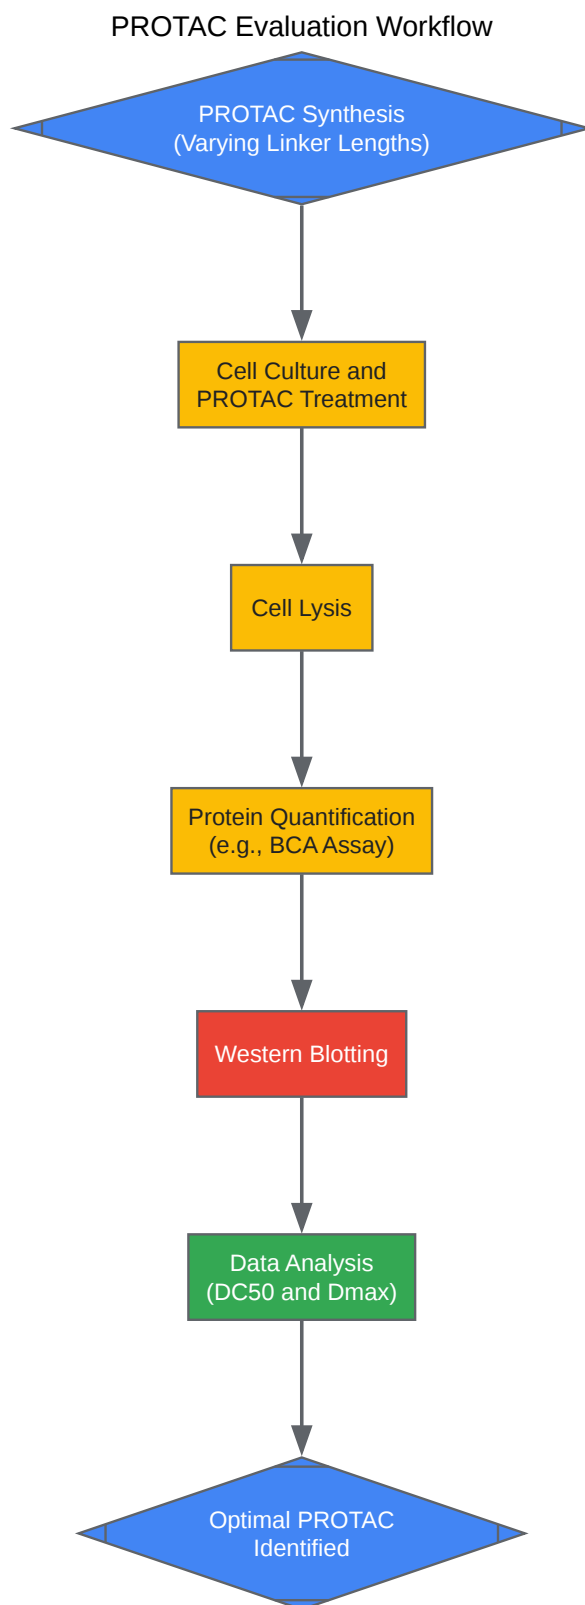 PROTAC Evaluation Workflow
PROTAC Synthesis
(Varying Linker Lengths)
Cell Culture and
PROTAC Treatment
Cell Lysis
Protein Quantification
(e.g., BCA Assay)
Western Blotting
Data Analysis
(DC50 and Dmax)
Optimal PROTAC
Identified